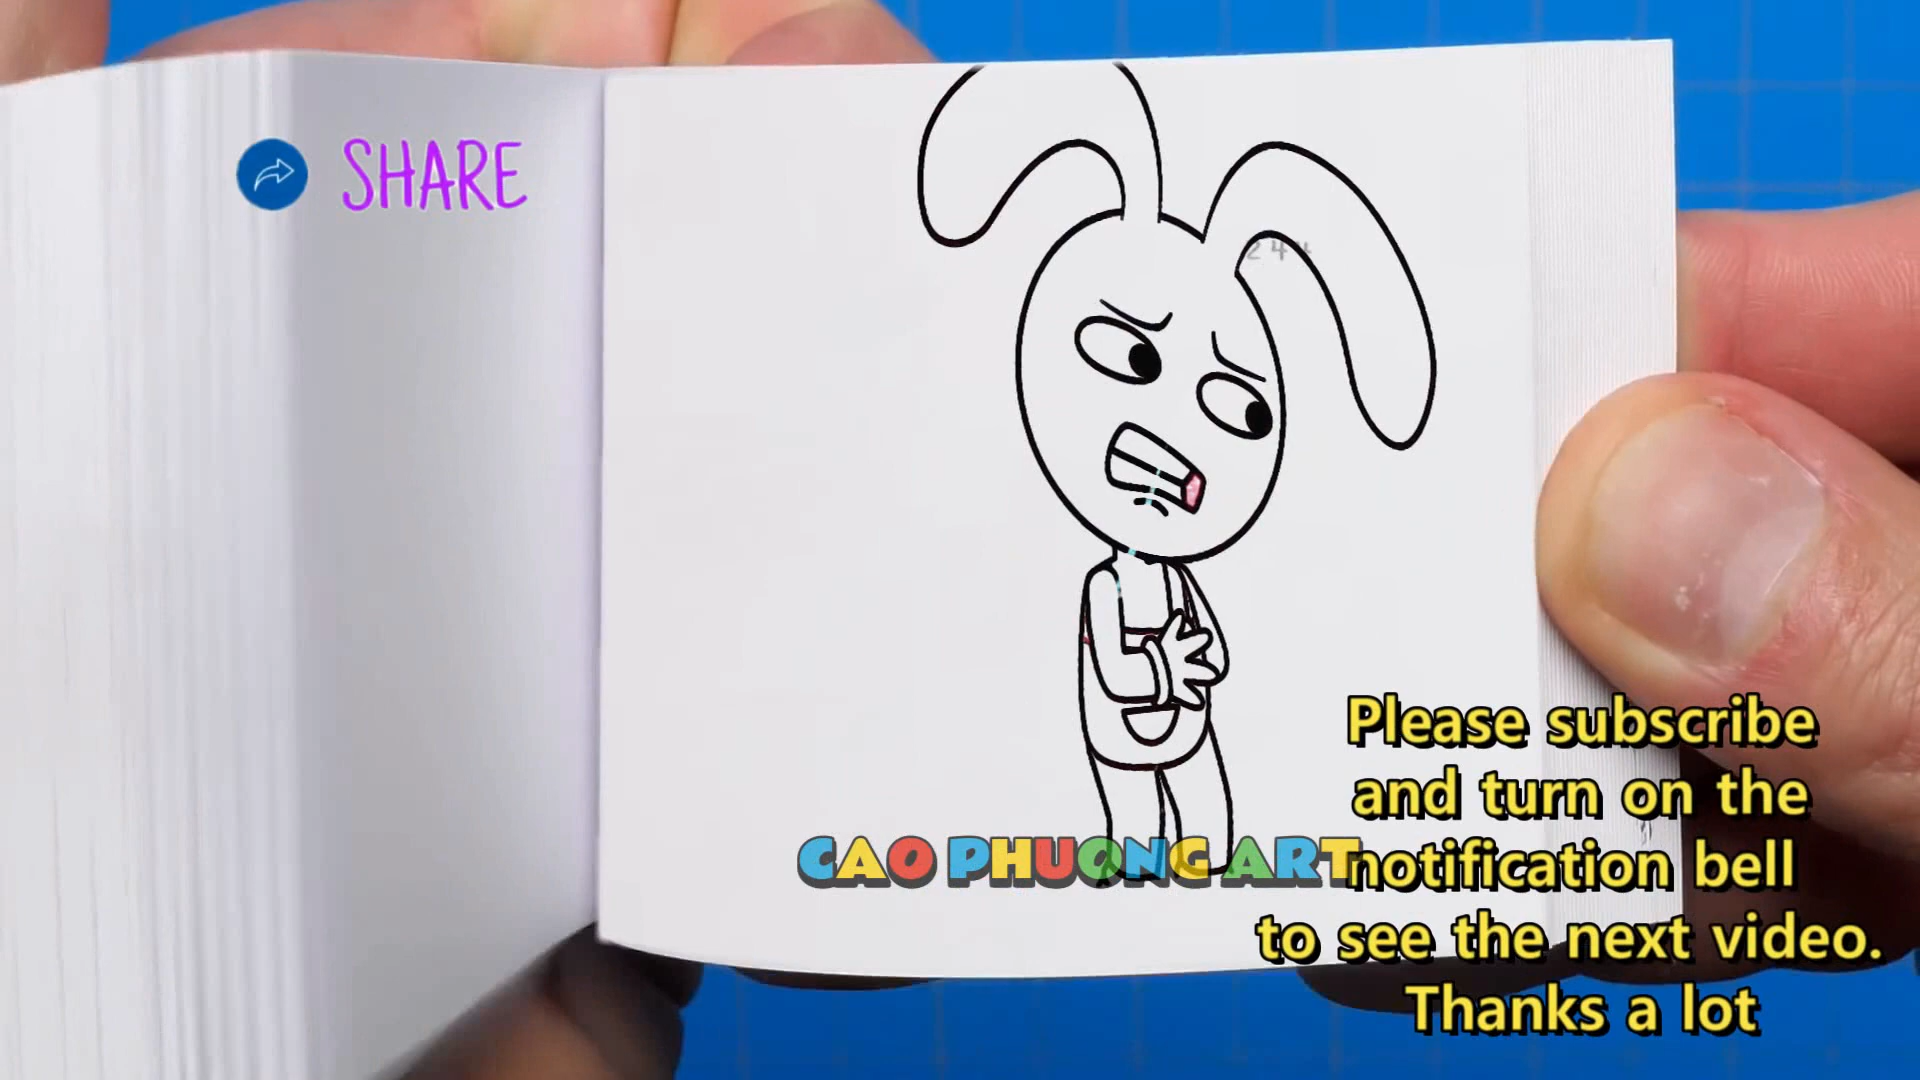 SHARE
CAO PHUONG ART
Please subscribe
and turn on the
notification bell
to see the next video.
Thanks a lot